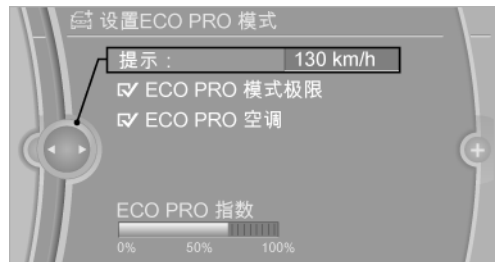 设置ECO PRO 模式
提示： 130 km/h
ECO PRO 模式极限
ECO PRO 空调
ECO PRO 指数
0% 50% 100%